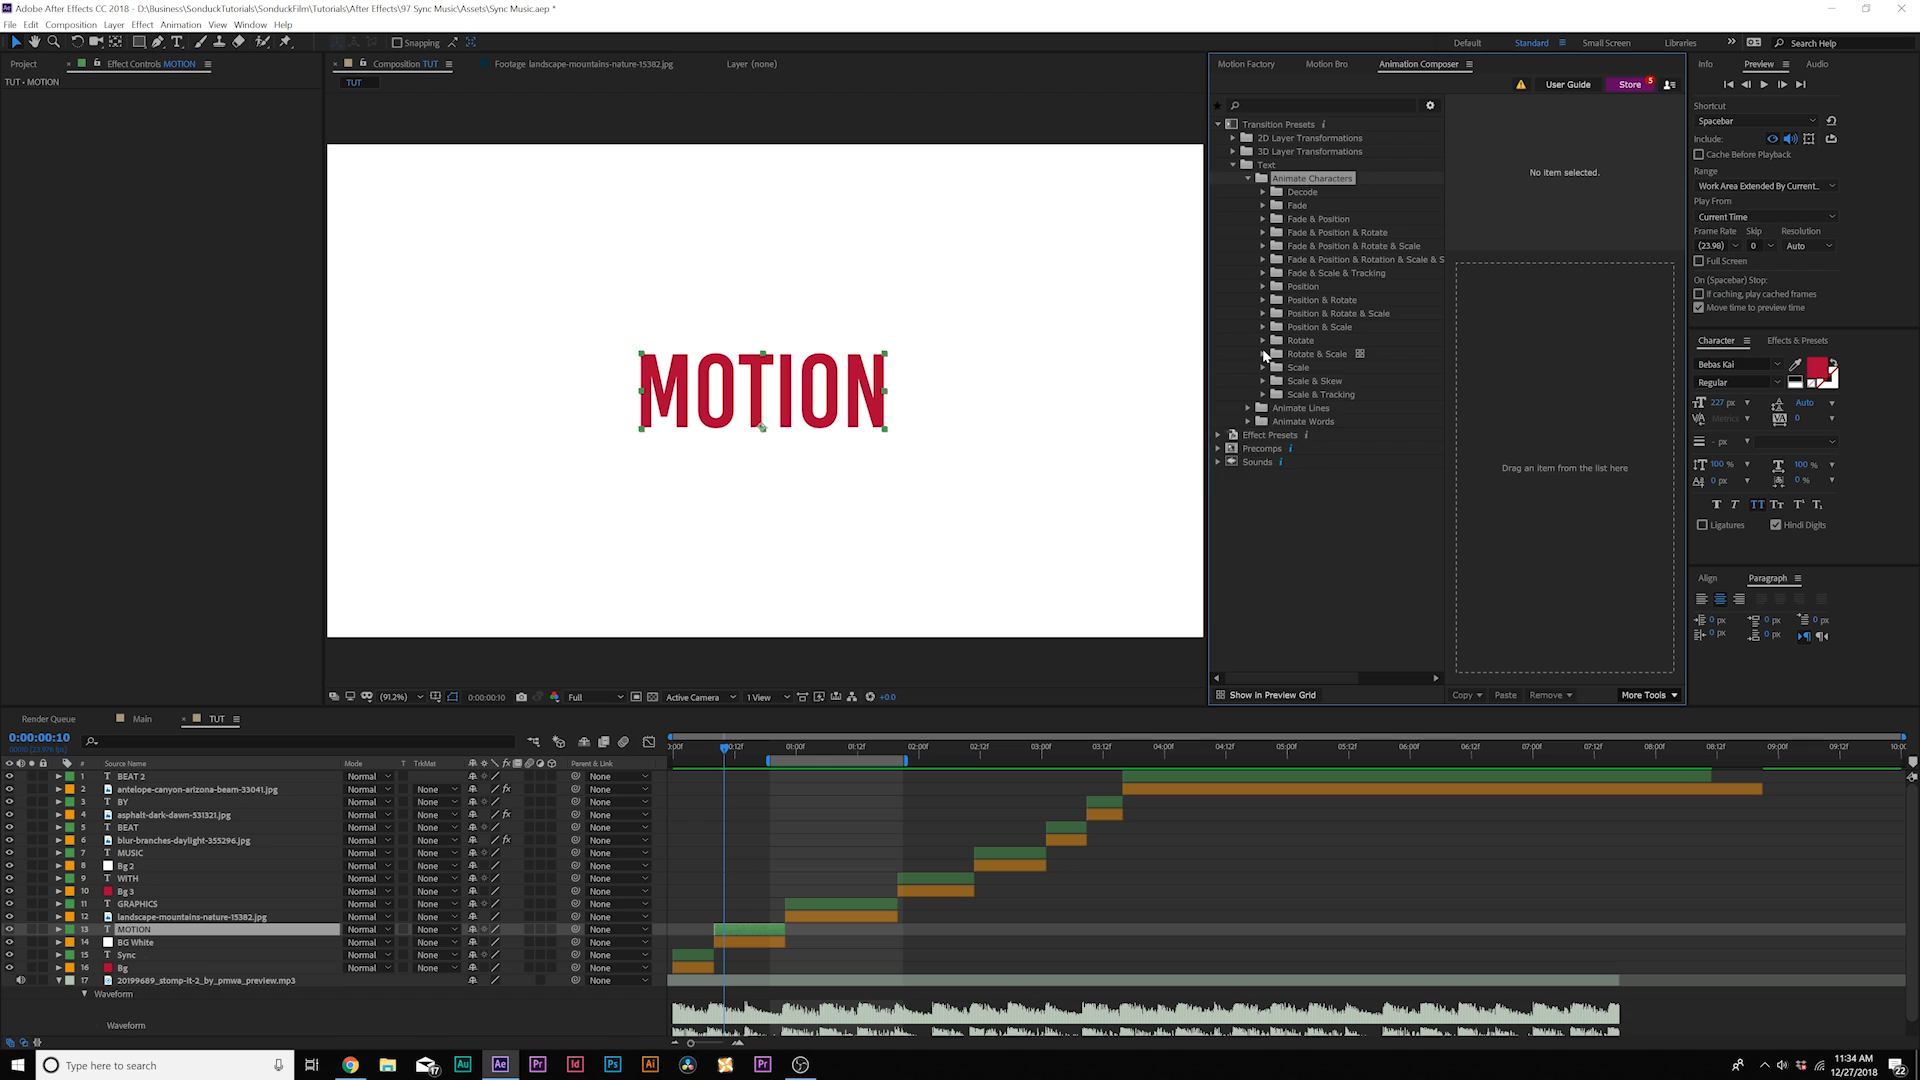 Adobe After Effects CC 2018 - D:\Business\SonduckTutorials\SonduckFilm\Tutorials\After Effects\97 Sync Music\Assets\Sync Music.aep *
File Edit Composition Layer Effect Animation View Window Help
Snapping
Default Standard Small Screen Libraries Search Help
Project Effect Controls MOTION
TUT • MOTION
Composition TUT Footage landscape-mountains-nature-15382.jpg Layer (none)
TUT
MOTION
(91.2%) 0:00:00:10 Full Active Camera 1 View +0.0
Motion Factory Motion Bro Animation Composer
User Guide Store 5
Transition Presets
2D Layer Transformations
3D Layer Transformations
Text
Animate Characters
Decode
Fade
Fade & Position
Fade & Position & Rotate
Fade & Position & Rotate & Scale
Fade & Position & Rotation & Scale & S
Fade & Scale & Tracking
Position
Position & Rotate
Position & Rotate & Scale
Position & Scale
Rotate
Rotate & Scale
Scale
Scale & Skew
Scale & Tracking
Animate Lines
Animate Words
Effect Presets
Precomps
Sounds
No item selected.
Drag an item from the list here
Show in Preview Grid
Copy Paste Remove More Tools
Info Preview Audio
Shortcut
Spacebar
Include:
Cache Before Playback
Range
Work Area Extended By Current...
Play From
Current Time
Frame Rate Skip Resolution
(23.98) 0 Auto
Full Screen
On (Spacebar) Stop:
If caching, play cached frames
Move time to preview time
Character Effects & Presets
Bebas Kai
Regular
227 px Auto
Metrics 0
- px
100 % 100 %
0 px 0 %
Ligatures Hindi Digits
Align Paragraph
0 px 0 px 0 px
0 px 0 px
Render Queue Main TUT
0:00:00:10
# Source Name Mode T TrkMat Parent & Link
:00f 0:12f 01:00f 01:12f 02:00f 02:12f 03:00f 03:12f 04:00f 04:12f 05:00f 05:12f 06:00f 06:12f 07:00f 07:12f 08:00f 08:12f 09:00f 09:12f 10:0
1 BEAT 2 Normal None
2 antelope-canyon-arizona-beam-33041.jpg Normal None None
3 BY Normal None None
4 asphalt-dark-dawn-531321.jpg Normal None None
5 BEAT Normal None None
6 blur-branches-daylight-355296.jpg Normal None None
7 MUSIC Normal None None
8 Bg 2 Normal None None
9 WITH Normal None None
10 Bg 3 Normal None None
11 GRAPHICS Normal None None
12 landscape-mountains-nature-15382.jpg Normal None None
13 MOTION Normal None None
14 BG White Normal None None
15 Sync Normal None None
16 Bg Normal None None
17 20199689_stomp-it-2_by_pmwa_preview.mp3 None
Waveform
Waveform
Type here to search
11:34 AM
12/27/2018